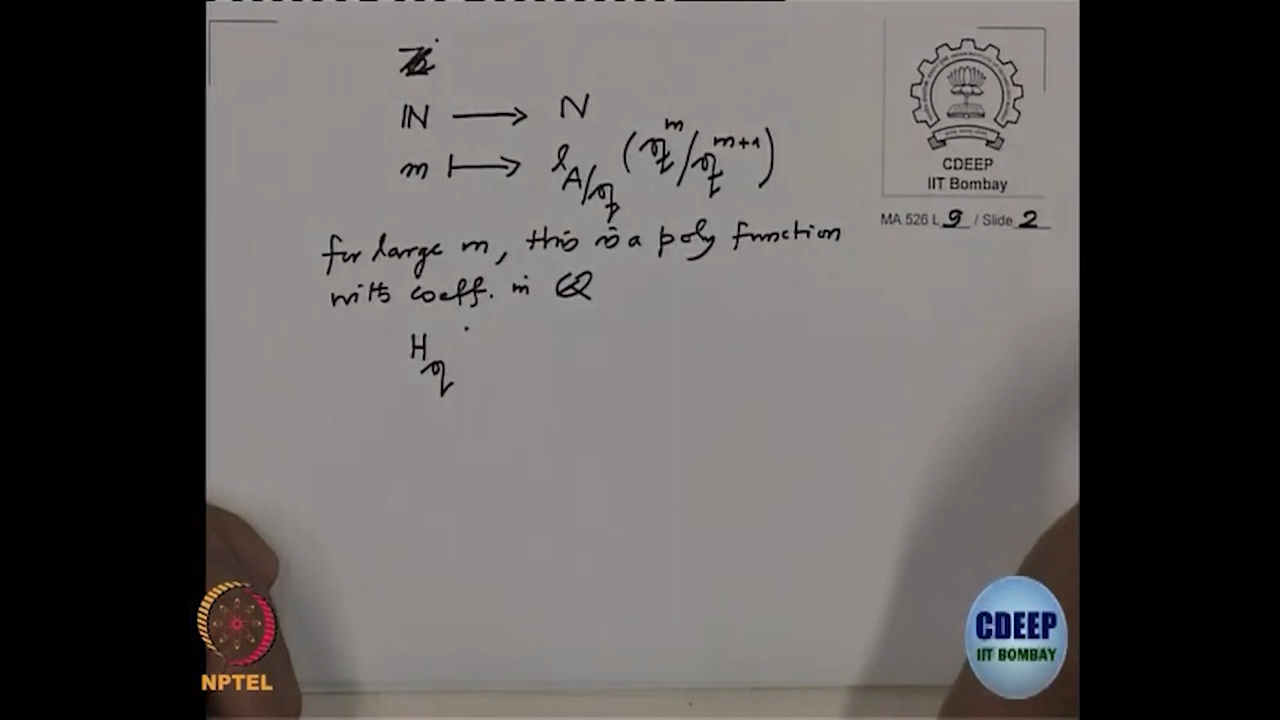 ℕ ⟶ ℕ
m ⟼ ℓ_{A/𝔮} (𝔮^m/𝔮^{m+1})
for large m, this is a poly function
with coeff. in ℚ
H_𝔮
CDEEP
IIT Bombay
MA 526 L 9 / Slide 2
NPTEL
CDEEP
IIT BOMBAY